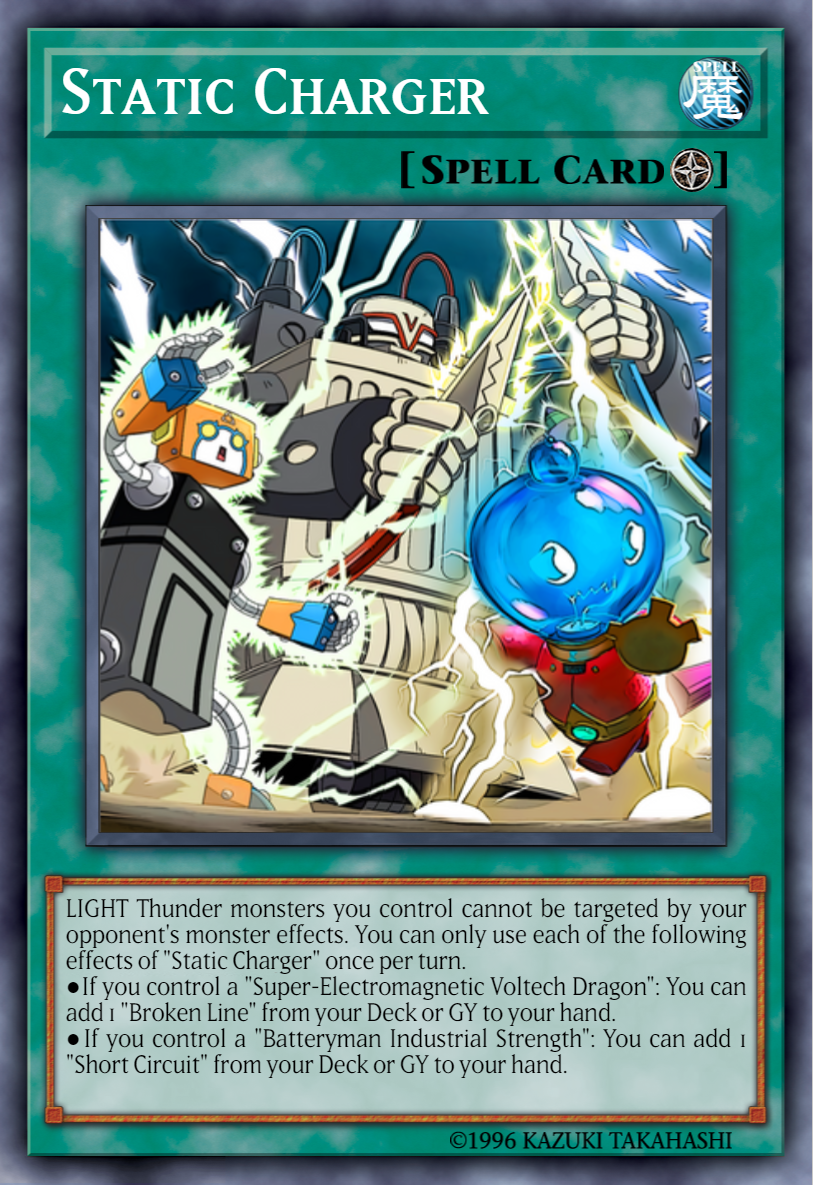 STATIC CHARGER
SPELL
魔
[SPELL CARD]
V
LIGHT Thunder monsters you control cannot be targeted by your
opponent's monster effects. You can only use each of the following
effects of "Static Charger" once per turn.
●If you control a "Super-Electromagnetic Voltech Dragon": You can
add 1 "Broken Line" from your Deck or GY to your hand.
●If you control a "Batteryman Industrial Strength": You can add 1
"Short Circuit" from your Deck or GY to your hand.
©1996 KAZUKI TAKAHASHI